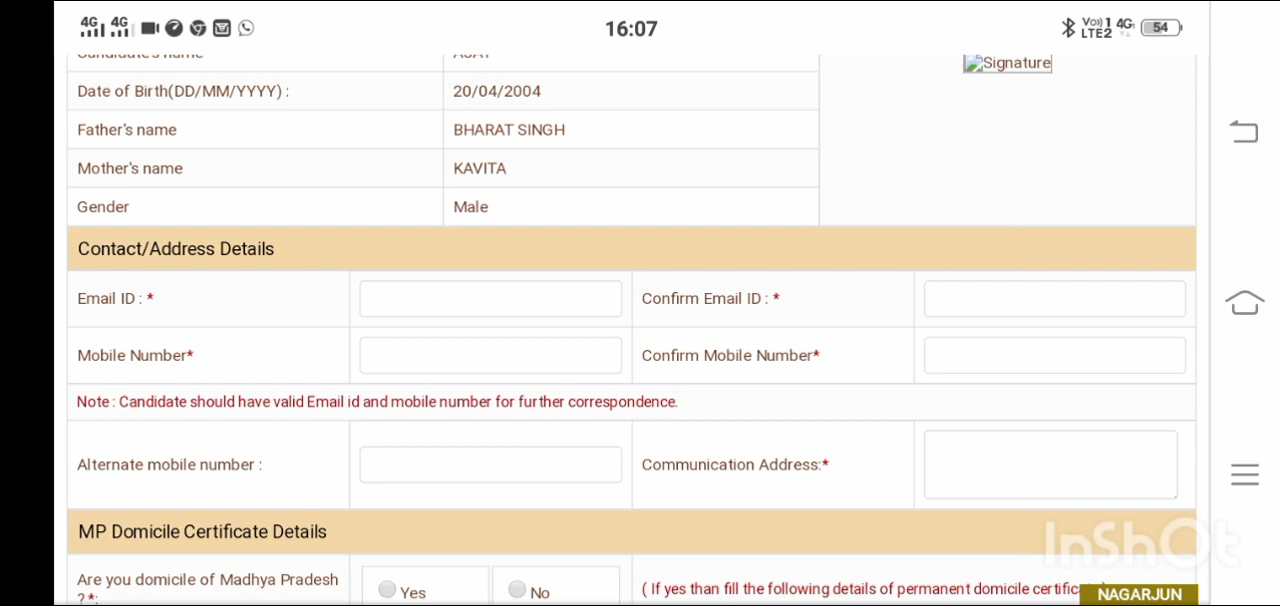 4G 4G 16:07 Vo) 1 4G LTE2 54
Signature
Date of Birth(DD/MM/YYYY) : 20/04/2004
Father's name BHARAT SINGH
Mother's name KAVITA
Gender Male
Contact/Address Details
Email ID : * Confirm Email ID : *
Mobile Number* Confirm Mobile Number*
Note : Candidate should have valid Email id and mobile number for further correspondence.
Alternate mobile number : Communication Address:*
MP Domicile Certificate Details
Are you domicile of Madhya Pradesh
?*: Yes No ( If yes than fill the following details of permanent domicile
InShOt
NAGARJUN